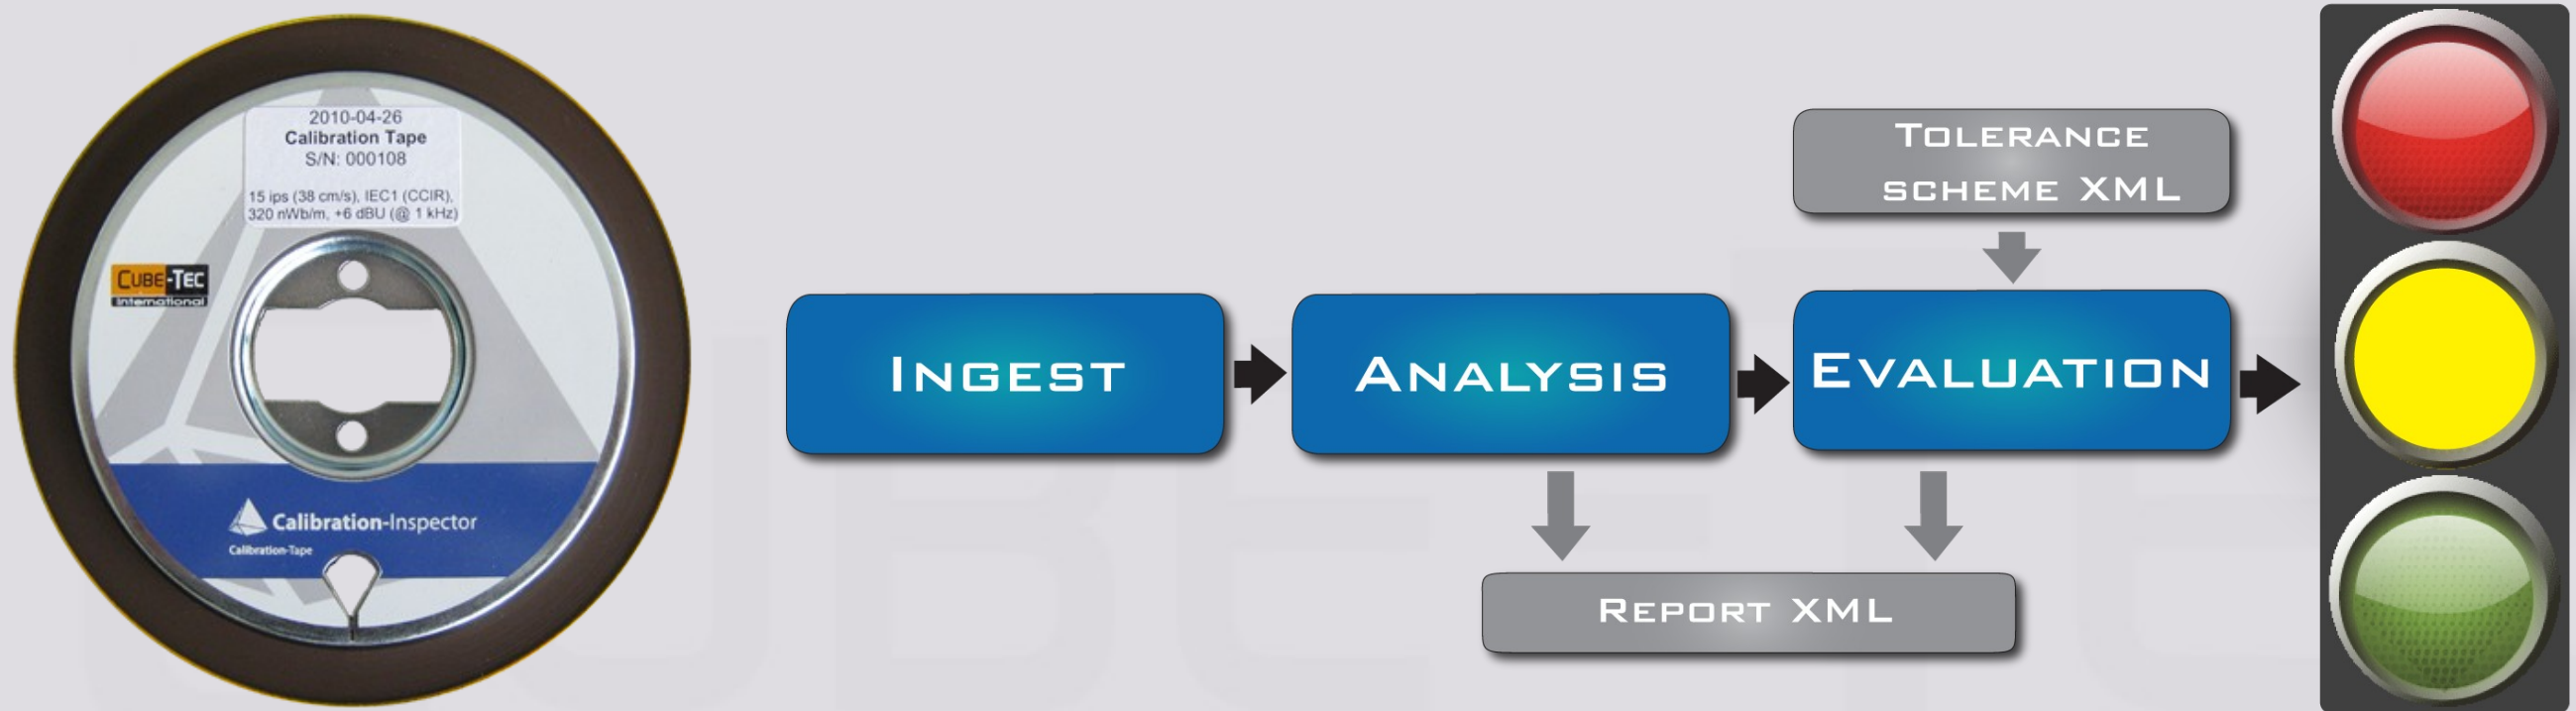 2010-04-26
Calibration Tape
S/N: 000108
15 ips (38 cm/s), IEC1 (CCIR),
320 nWb/m, +6 dBU (@ 1 kHz)
CUBE-TEC
International
Calibration-Inspector
Calibration-Tape
INGEST
ANALYSIS
TOLERANCE
SCHEME XML
EVALUATION
REPORT XML